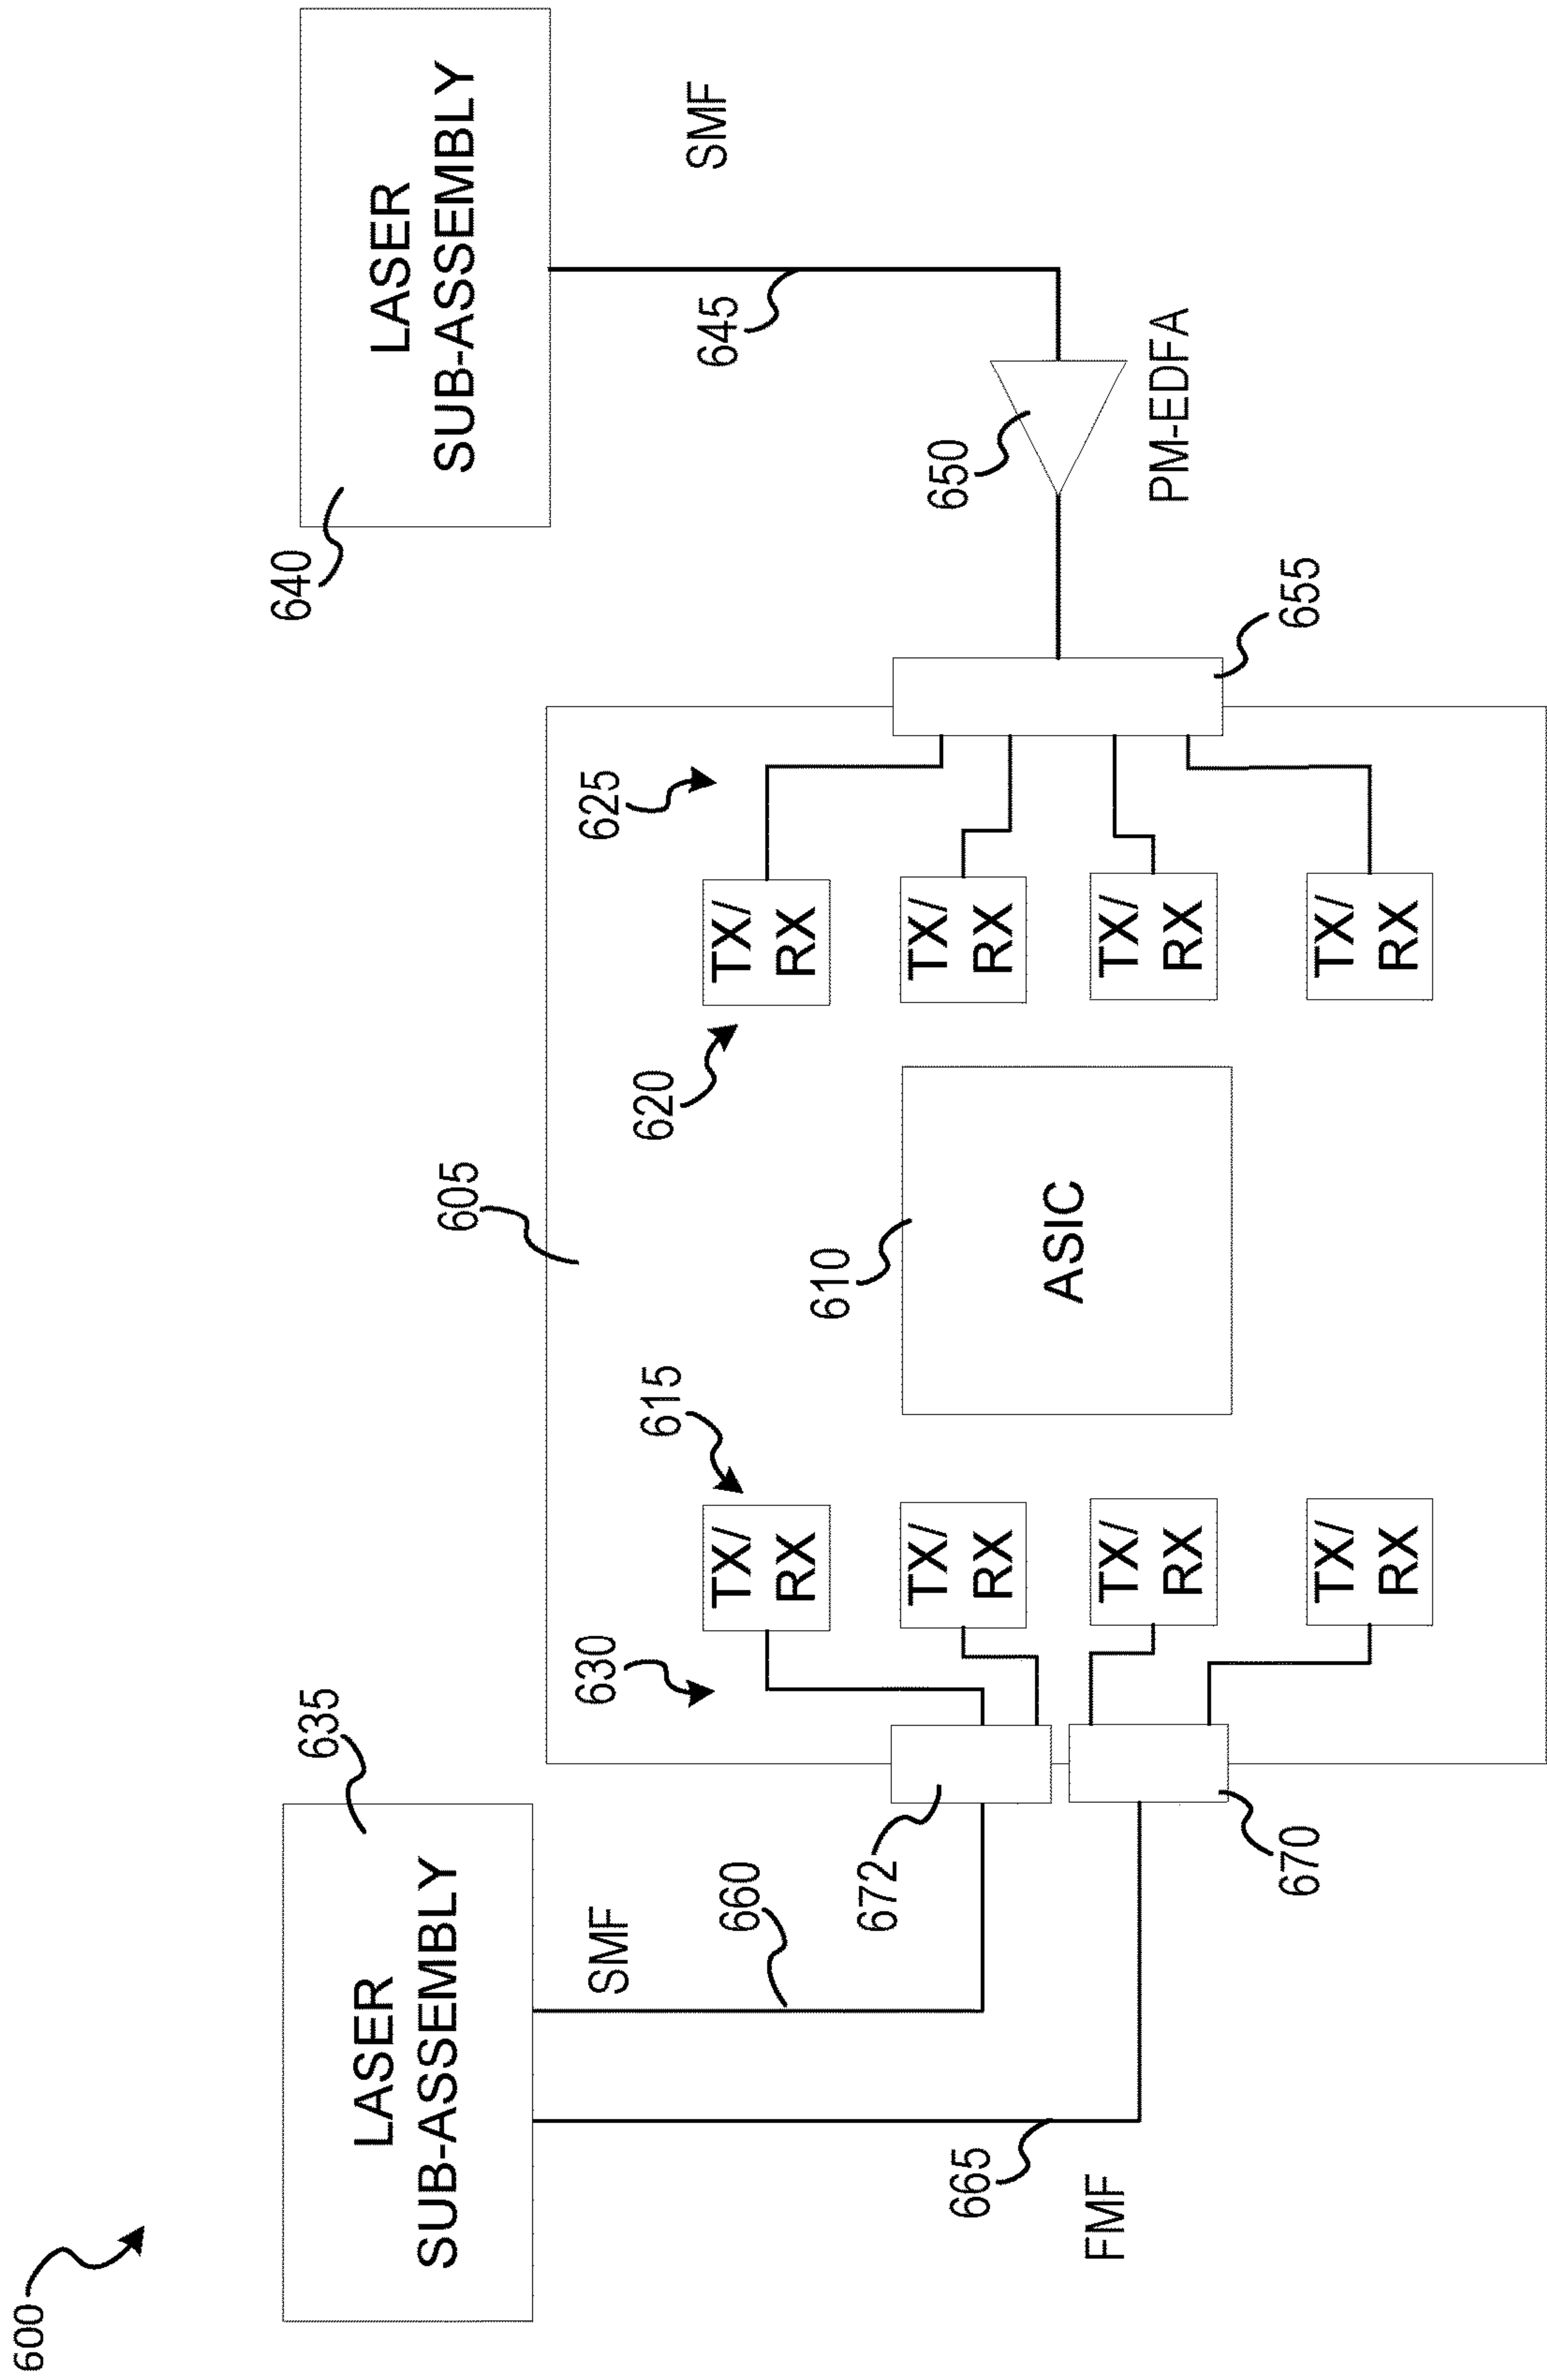 600
LASER
SUB-ASSEMBLY
635
640
LASER
SUB-ASSEMBLY
605
SMF
660
665
FMF
672
670
630
615
TX/
RX
TX/
RX
TX/
RX
TX/
RX
610
ASIC
620
625
TX/
RX
TX/
RX
TX/
RX
TX/
RX
655
650
PM-EDFA
645
SMF